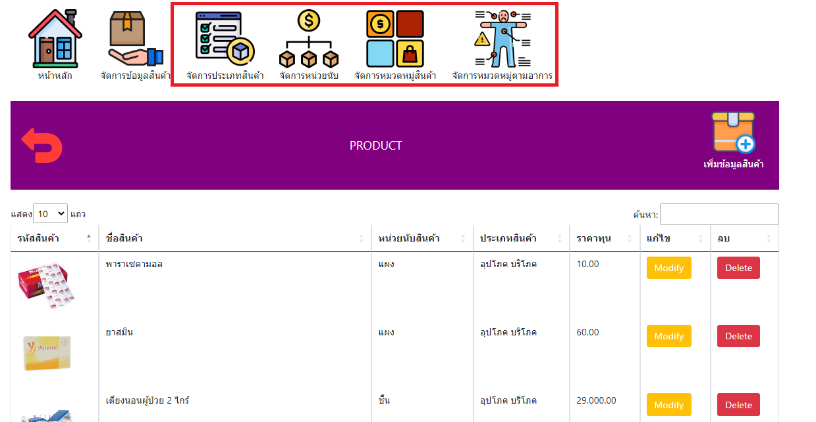 หน้าหลัก จัดการข้อมูลสินค้า จัดการประเภทสินค้า จัดการหน่วยนับ จัดการหมวดหมู่สินค้า จัดการหมวดหมู่ตามอาการ
PRODUCT
เพิ่มข้อมูลสินค้า
แสดง 10 แถว ค้นหา:
รหัสสินค้า ชื่อสินค้า หน่วยนับสินค้า ประเภทสินค้า ราคาทุน แก้ไข ลบ
พาราเซตามอล แผง อุปโภค บริโภค 10.00 Modify Delete
ยาสมิน แผง อุปโภค บริโภค 60.00 Modify Delete
เตียงนอนผู้ป่วย 2 ไกร์ ชิ้น อุปโภค บริโภค 29,000.00 Modify Delete